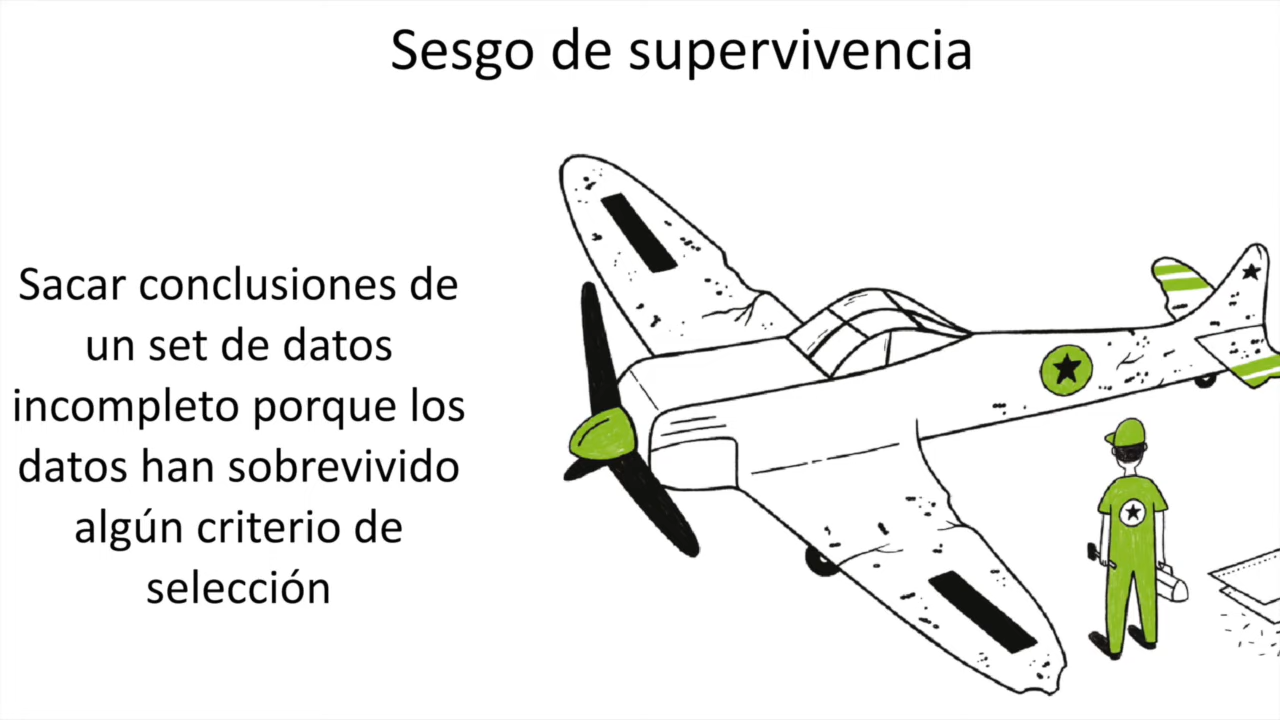 Sesgo de supervivencia
Sacar conclusiones de
un set de datos
incompleto porque los
datos han sobrevivido
algún criterio de
selección